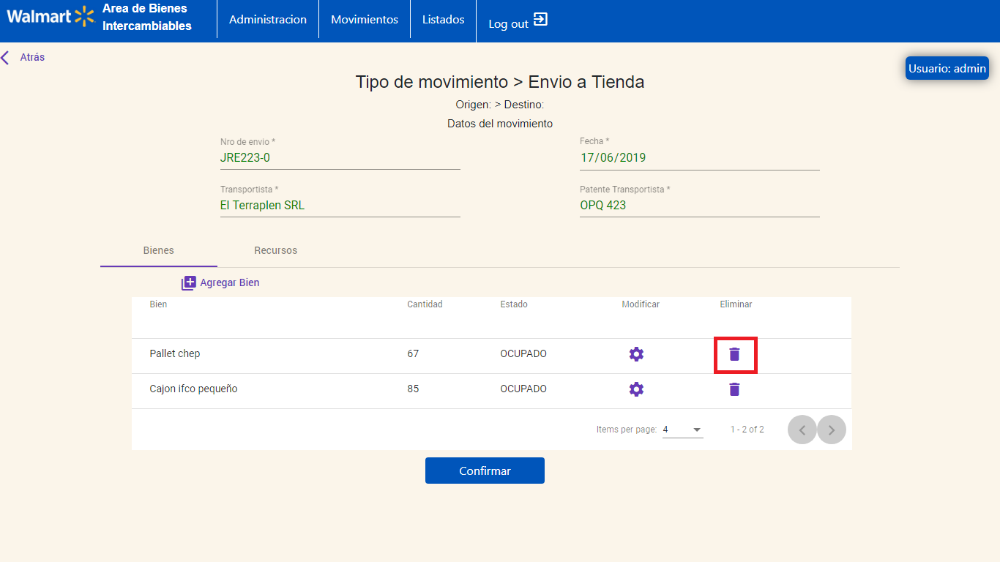 Walmart
Area de Bienes
Intercambiables
Administracion
Movimientos
Listados
Log out
Atrás
Usuario: admin
Tipo de movimiento > Envio a Tienda
Origen: > Destino:
Datos del movimiento
Nro de envio *
JRE223-0
Fecha *
17/06/2019
Transportista *
El Terraplen SRL
Patente Transportista *
OPQ 423
Bienes Recursos
Agregar Bien
Bien Cantidad Estado Modificar Eliminar
Pallet chep 67 OCUPADO
Cajon ifco pequeño 85 OCUPADO
Items per page: 4 1 - 2 of 2
Confirmar